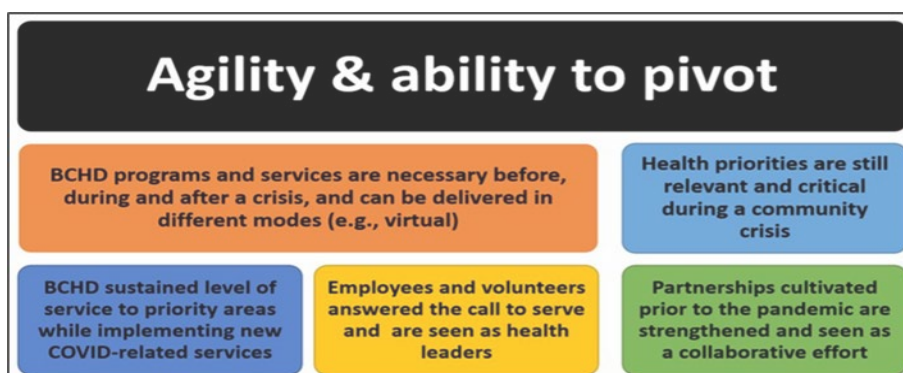 Agility & ability to pivot
BCHD programs and services are necessary before,
during and after a crisis, and can be delivered in
different modes (e.g., virtual)
Health priorities are still
relevant and critical
during a community
crisis
BCHD sustained level of
service to priority areas
while implementing new
COVID-related services
Employees and volunteers
answered the call to serve
and are seen as health
leaders
Partnerships cultivated
prior to the pandemic are
strengthened and seen as
a collaborative effort